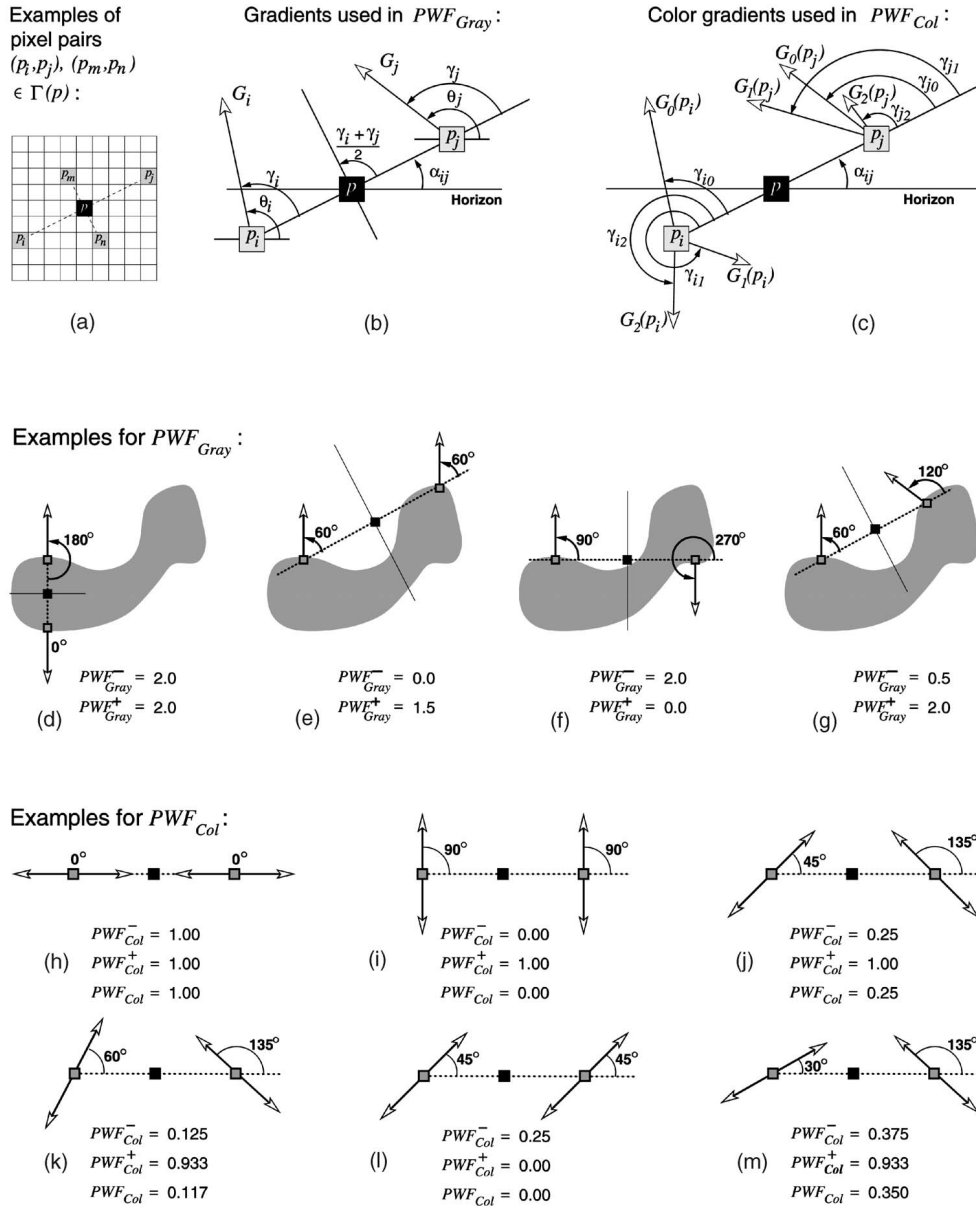 Examples of
pixel pairs
(p_i,p_j), (p_m,p_n)
∈ Γ(p) :
p_m
p_j
p
p_i
p_n
(a)
Gradients used in PWF_Gray :
G_i
G_j
γ_j
θ_j
γ_i + γ_j
2
p_j
γ_i
θ_i
p
α_ij
Horizon
p_i
(b)
Color gradients used in PWF_Col :
G_0(p_j)
γ_j1
G_1(p_j)
G_2(p_j)
γ_j0
γ_j2
G_0(p_i)
p_j
γ_i0
p
α_ij
Horizon
γ_i2
p_i
γ_i1
G_1(p_i)
G_2(p_i)
(c)
Examples for PWF_Gray :
180°
0°
PWF^-_Gray = 2.0
PWF^+_Gray = 2.0
(d)
60°
60°
PWF^-_Gray = 0.0
PWF^+_Gray = 1.5
(e)
90°
270°
PWF^-_Gray = 2.0
PWF^+_Gray = 0.0
(f)
120°
60°
PWF^-_Gray = 0.5
PWF^+_Gray = 2.0
(g)
Examples for PWF_Col :
0°
0°
PWF^-_Col = 1.00
(h)
PWF^+_Col = 1.00
PWF_Col = 1.00
90°
90°
PWF^-_Col = 0.00
(i)
PWF^+_Col = 1.00
PWF_Col = 0.00
45°
135°
PWF^-_Col = 0.25
(j)
PWF^+_Col = 1.00
PWF_Col = 0.25
60°
135°
PWF^-_Col = 0.125
(k)
PWF^+_Col = 0.933
PWF_Col = 0.117
45°
45°
PWF^-_Col = 0.25
(l)
PWF^+_Col = 0.00
PWF_Col = 0.00
30°
135°
PWF^-_Col = 0.375
(m)
PWF^+_Col = 0.933
PWF_Col = 0.350